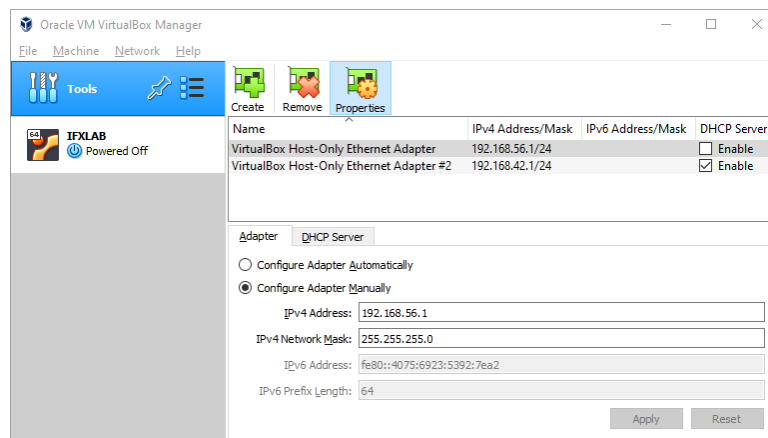 Oracle VM VirtualBox Manager
File Machine Network Help
Tools
Create Remove Properties
64 IFXLAB
Powered Off
Name IPv4 Address/Mask IPv6 Address/Mask DHCP Server
VirtualBox Host-Only Ethernet Adapter 192.168.56.1/24 Enable
VirtualBox Host-Only Ethernet Adapter #2 192.168.42.1/24 Enable
Adapter DHCP Server
Configure Adapter Automatically
Configure Adapter Manually
IPv4 Address: 192.168.56.1
IPv4 Network Mask: 255.255.255.0
IPv6 Address: fe80::4075:6923:5392:7ea2
IPv6 Prefix Length: 64
Apply Reset